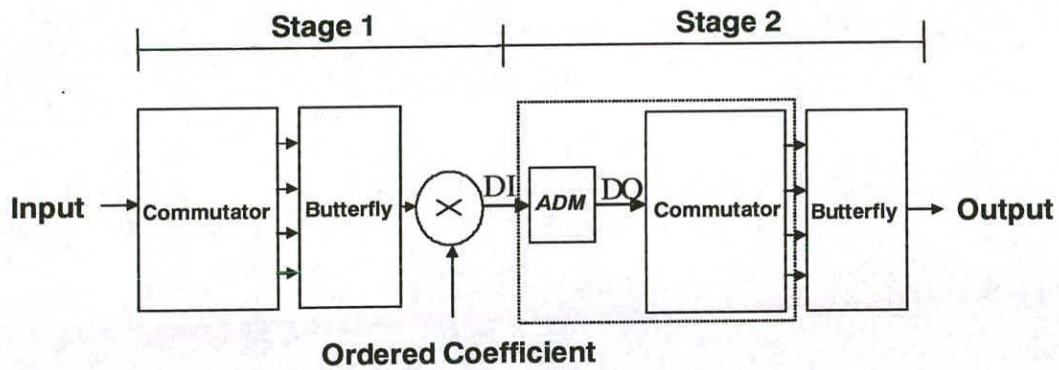 Stage 1
Stage 2
Input
Commutator
Butterfly
DI
ADM
DO
Commutator
Butterfly
Output
Ordered Coefficient